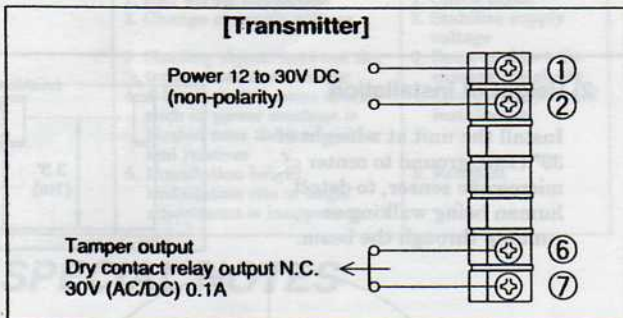 [Transmitter]
Power 12 to 30V DC
(non-polarity)
①
②
Tamper output
Dry contact relay output N.C.
30V (AC/DC) 0.1A
⑥
⑦